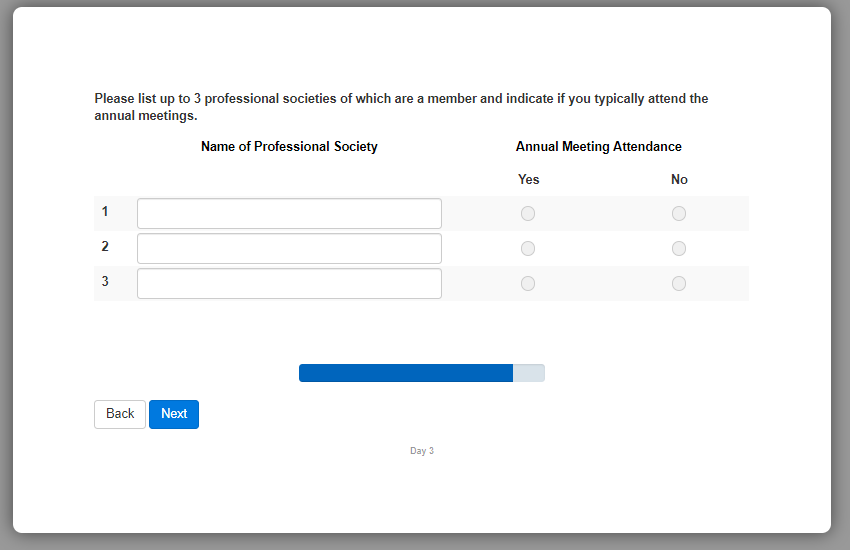 Please list up to 3 professional societies of which are a member and indicate if you typically attend the
annual meetings.
Name of Professional Society Annual Meeting Attendance
Yes No
1
2
3
Back Next
Day 3